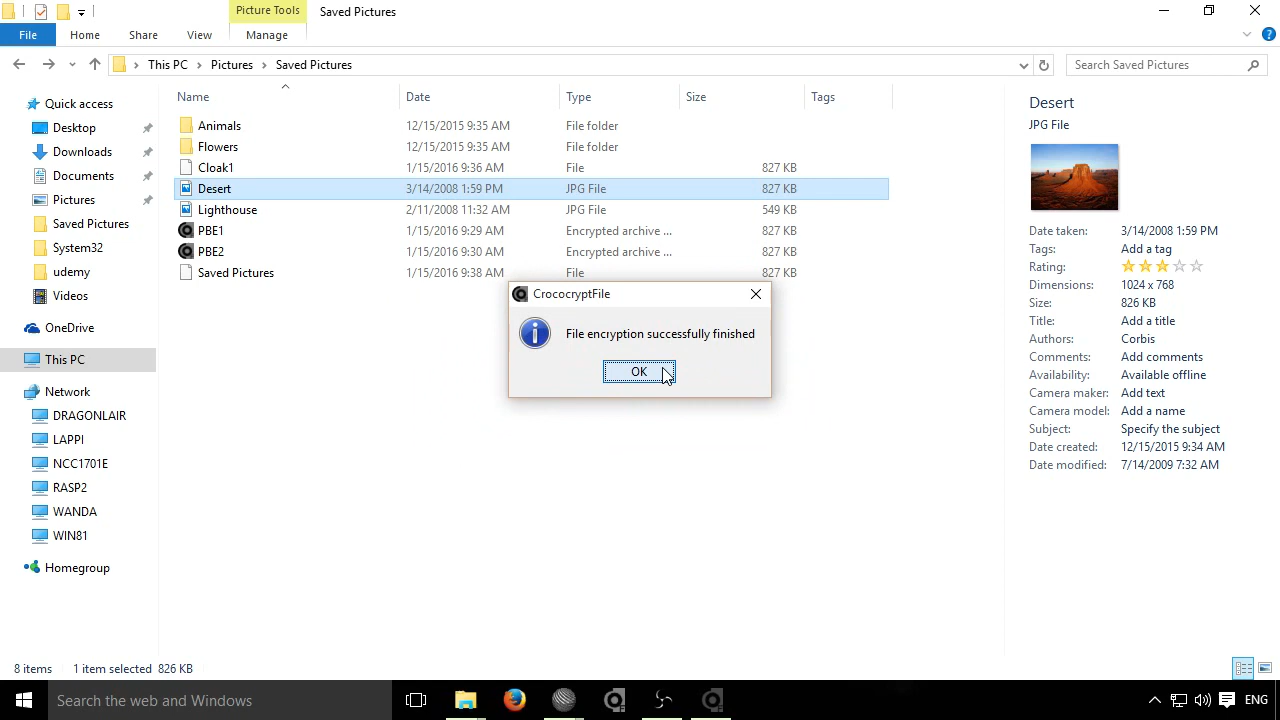 Picture Tools Saved Pictures
File Home Share View Manage
This PC Pictures Saved Pictures Search Saved Pictures
Name Date Type Size Tags
Quick access
Desktop
Downloads
Documents
Pictures
Saved Pictures
System32
udemy
Videos
OneDrive
This PC
Network
DRAGONLAIR
LAPPI
NCC1701E
RASP2
WANDA
WIN81
Homegroup
Animals 12/15/2015 9:35 AM File folder
Flowers 12/15/2015 9:35 AM File folder
Cloak1 1/15/2016 9:36 AM File 827 KB
Desert 3/14/2008 1:59 PM JPG File 827 KB
Lighthouse 2/11/2008 11:32 AM JPG File 549 KB
PBE1 1/15/2016 9:29 AM Encrypted archive ... 827 KB
PBE2 1/15/2016 9:30 AM Encrypted archive ... 827 KB
Saved Pictures 1/15/2016 9:38 AM File 827 KB
CrococryptFile
File encryption successfully finished
OK
Desert
JPG File
Date taken: 3/14/2008 1:59 PM
Tags: Add a tag
Rating:
Dimensions: 1024 x 768
Size: 826 KB
Title: Add a title
Authors: Corbis
Comments: Add comments
Availability: Available offline
Camera maker: Add text
Camera model: Add a name
Subject: Specify the subject
Date created: 12/15/2015 9:34 AM
Date modified: 7/14/2009 7:32 AM
8 items 1 item selected 826 KB
Search the web and Windows ENG